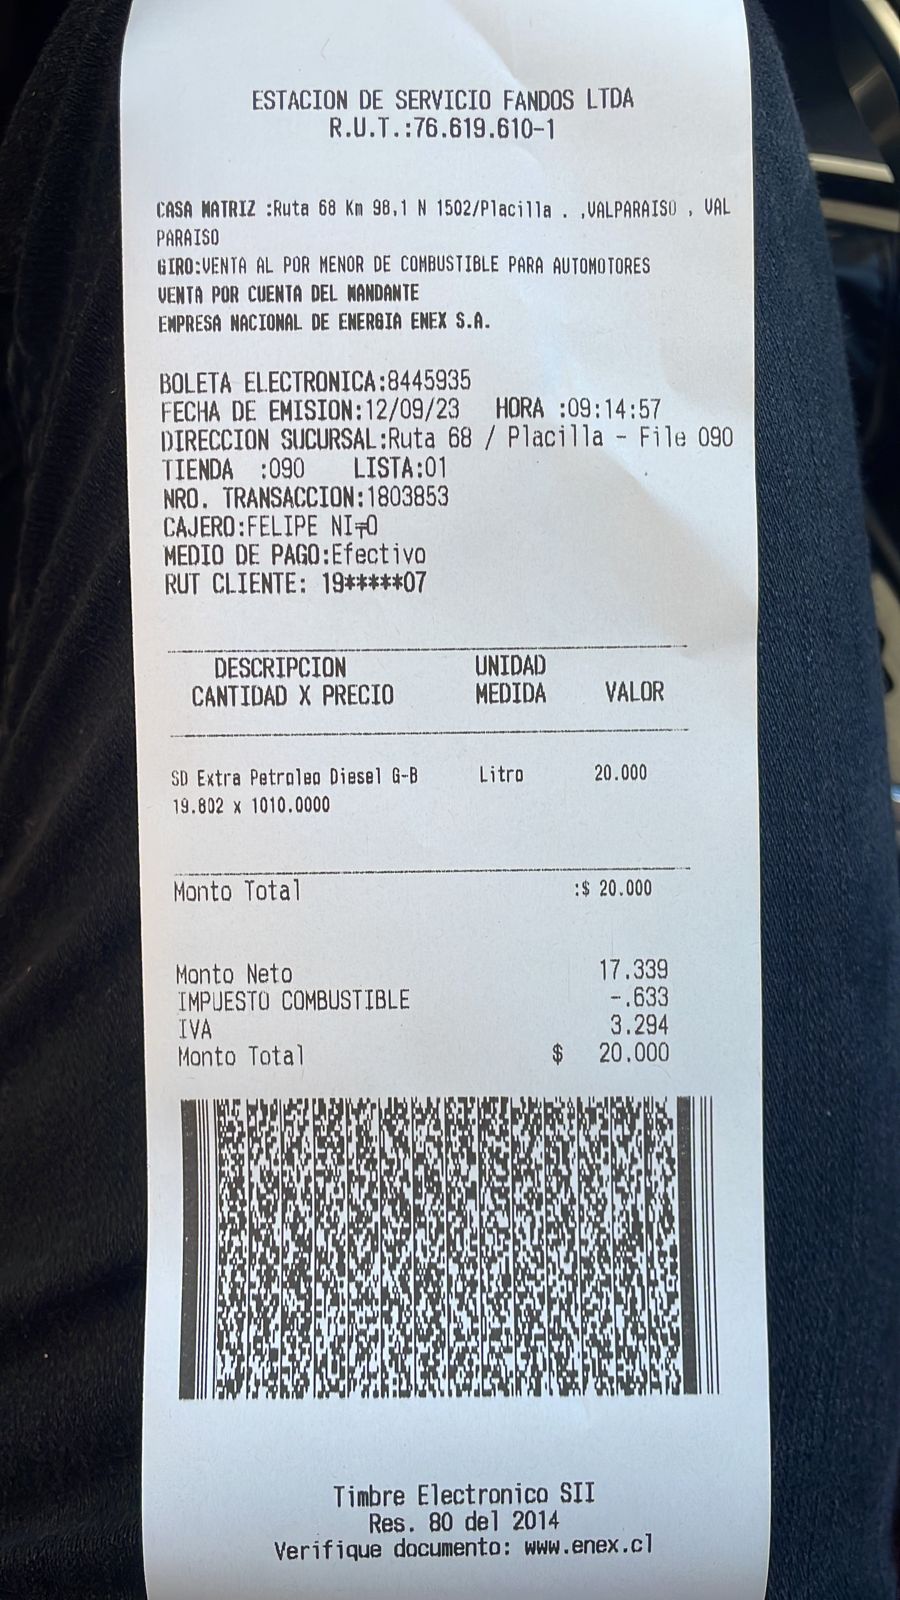 ESTACION DE SERVICIO FANDOS LTDA
R.U.T.:76.619.610-1
CASA MATRIZ :Ruta 68 Km 98,1 N 1502/Placilla . ,VALPARAISO , VAL
PARAISO
GIRO:VENTA AL POR MENOR DE COMBUSTIBLE PARA AUTOMOTORES
VENTA POR CUENTA DEL MANDANTE
EMPRESA NACIONAL DE ENERGIA ENEX S.A.
BOLETA ELECTRONICA:8445935
FECHA DE EMISION:12/09/23 HORA :09:14:57
DIRECCION SUCURSAL:Ruta 68 / Placilla - File 090
TIENDA :090 LISTA:01
NRO. TRANSACCION:1803853
CAJERO:FELIPE NI╤O
MEDIO DE PAGO:Efectivo
RUT CLIENTE: 19*****07
DESCRIPCION UNIDAD
CANTIDAD X PRECIO MEDIDA VALOR
SD Extra Petroleo Diesel G-B Litro 20.000
19.802 x 1010.0000
Monto Total :$ 20.000
Monto Neto 17.339
IMPUESTO COMBUSTIBLE -.633
IVA 3.294
Monto Total $ 20.000
Timbre Electronico SII
Res. 80 del 2014
Verifique documento: www.enex.cl